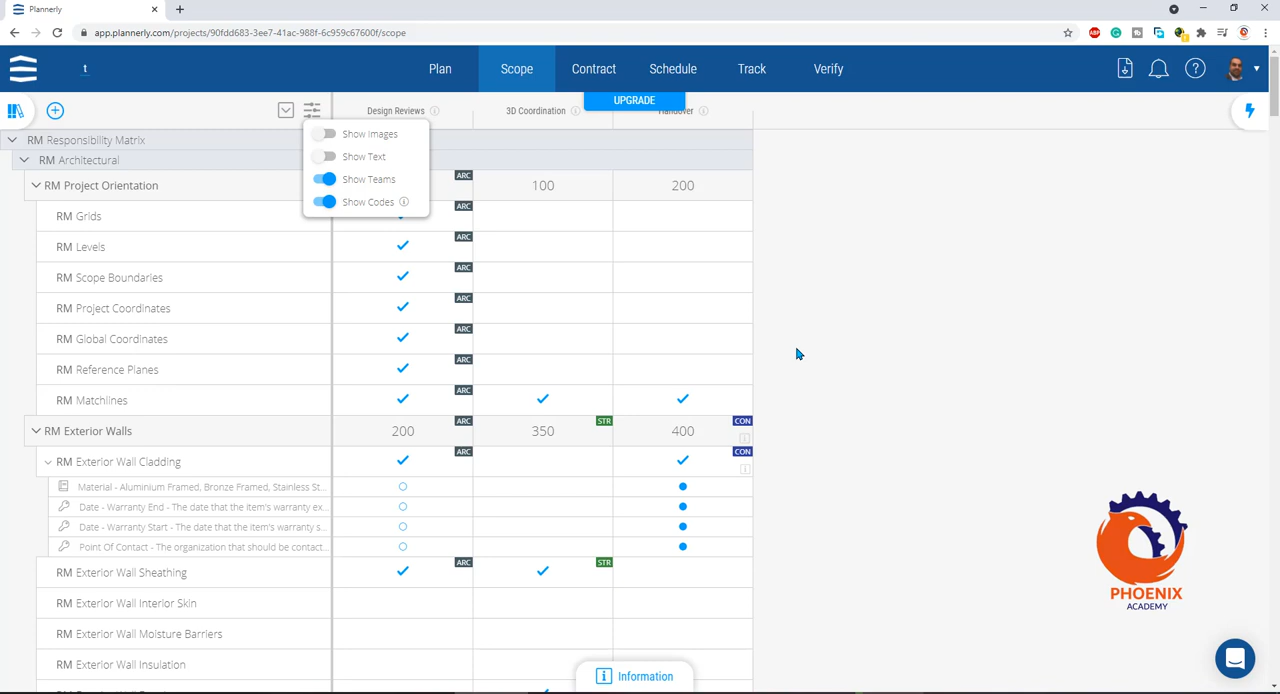 Plannerly
app.plannerly.com/projects/90fdd683-3ee7-41ac-988f-6c959c67600f/scope
ABP
t
Plan
Scope
Contract
Schedule
Track
Verify
UPGRADE
Design Reviews
3D Coordination
Handover
Show Images
Show Text
Show Teams
Show Codes
RM Responsibility Matrix
RM Architectural
RM Project Orientation
ARC
100
200
RM Grids
ARC
RM Levels
ARC
RM Scope Boundaries
ARC
RM Project Coordinates
ARC
RM Global Coordinates
ARC
RM Reference Planes
ARC
RM Matchlines
ARC
RM Exterior Walls
200
ARC
350
STR
400
CON
RM Exterior Wall Cladding
ARC
CON
Material - Aluminium Framed, Bronze Framed, Stainless St...
Date - Warranty End - The date that the item's warranty ex...
Date - Warranty Start - The date that the item's warranty s...
Point Of Contact - The organization that should be contact...
RM Exterior Wall Sheathing
ARC
STR
RM Exterior Wall Interior Skin
RM Exterior Wall Moisture Barriers
RM Exterior Wall Insulation
Information
PHOENIX
ACADEMY